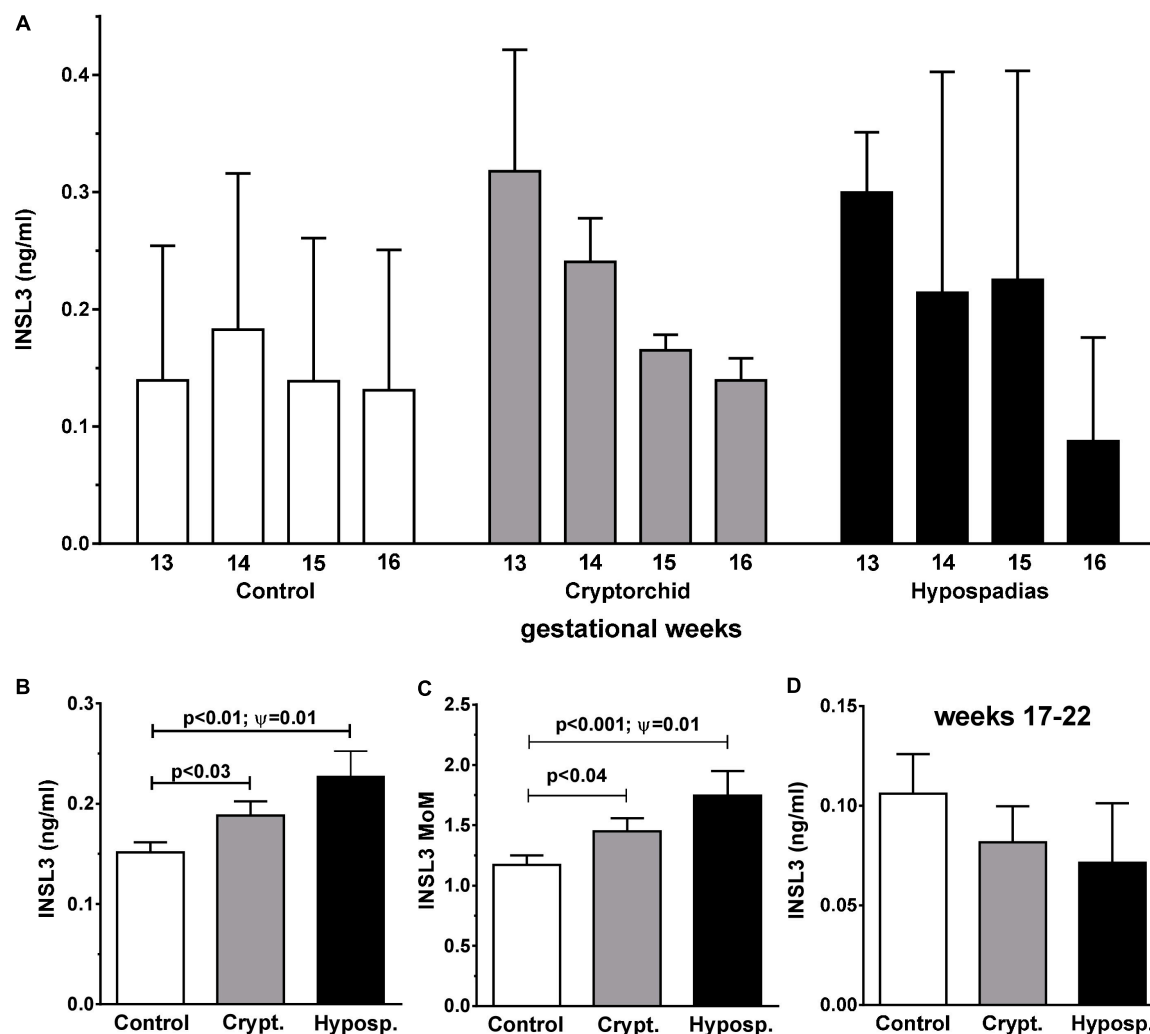 A
INSL3 (ng/ml)
0.4
0.3
0.2
0.1
0.0
13 14 15 16 13 14 15 16 13 14 15 16
Control Cryptorchid Hypospadias
gestational weeks
B
INSL3 (ng/ml)
0.3
0.2
0.1
0.0
p<0.01; ψ=0.01
p<0.03
Control Crypt. Hyposp.
C
INSL3 MoM
2.5
2.0
1.5
1.0
0.5
0.0
p<0.001; ψ=0.01
p<0.04
Control Crypt. Hyposp.
D
weeks 17-22
INSL3 (ng/ml)
0.15
0.10
0.05
0.00
Control Crypt. Hyposp.